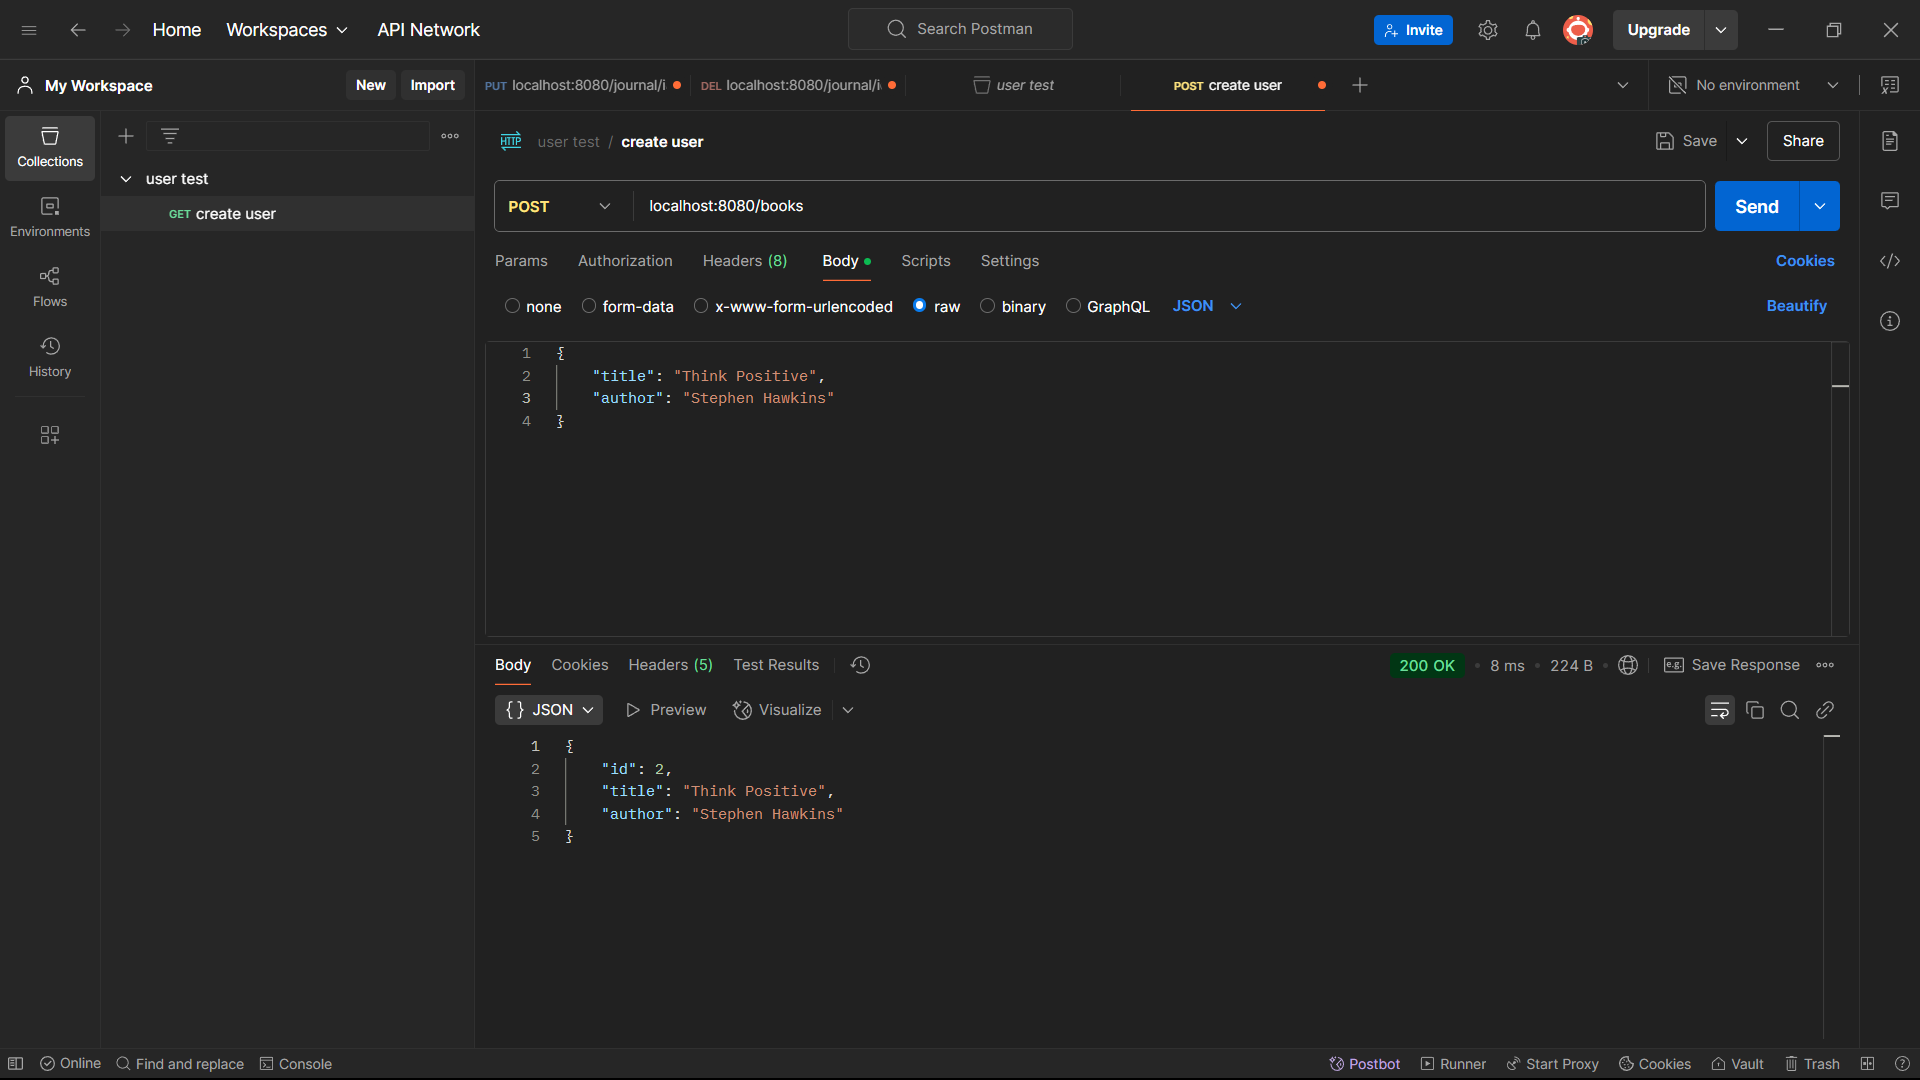 Home Workspaces API Network Search Postman Invite Upgrade
My Workspace New Import PUT localhost:8080/journal/i DEL localhost:8080/journal/i user test POST create user No environment
Collections
Environments
Flows
History
user test
GET create user
HTTP user test / create user Save Share
POST localhost:8080/books Send
Params Authorization Headers (8) Body Scripts Settings Cookies
none form-data x-www-form-urlencoded raw binary GraphQL JSON Beautify
1 {
2 "title": "Think Positive",
3 "author": "Stephen Hawkins"
4 }
Body Cookies Headers (5) Test Results 200 OK • 8 ms • 224 B • e.g. Save Response
{} JSON Preview Visualize
1 {
2 "id": 2,
3 "title": "Think Positive",
4 "author": "Stephen Hawkins"
5 }
Online Find and replace Console Postbot Runner Start Proxy Cookies Vault Trash